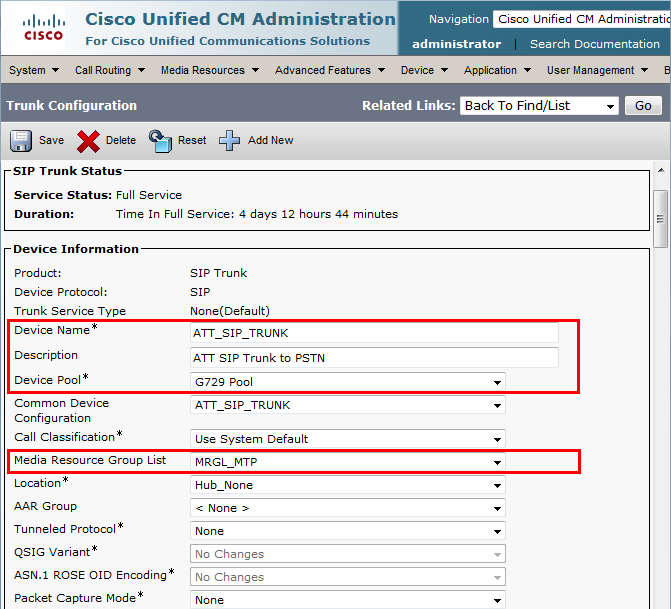 CISCO
Cisco Unified CM Administration
For Cisco Unified Communications Solutions
Navigation Cisco Unified CM Administratio
administrator | Search Documentation
System Call Routing Media Resources Advanced Features Device Application User Management B
Trunk Configuration
Related Links: Back To Find/List Go
Save Delete Reset Add New
SIP Trunk Status
Service Status: Full Service
Duration: Time In Full Service: 4 days 12 hours 44 minutes
Device Information
Product: SIP Trunk
Device Protocol: SIP
Trunk Service Type None(Default)
Device Name* ATT_SIP_TRUNK
Description ATT SIP Trunk to PSTN
Device Pool* G729 Pool
Common Device
Configuration ATT_SIP_TRUNK
Call Classification* Use System Default
Media Resource Group List MRGL_MTP
Location* Hub_None
AAR Group < None >
Tunneled Protocol* None
QSIG Variant* No Changes
ASN.1 ROSE OID Encoding* No Changes
Packet Capture Mode* None